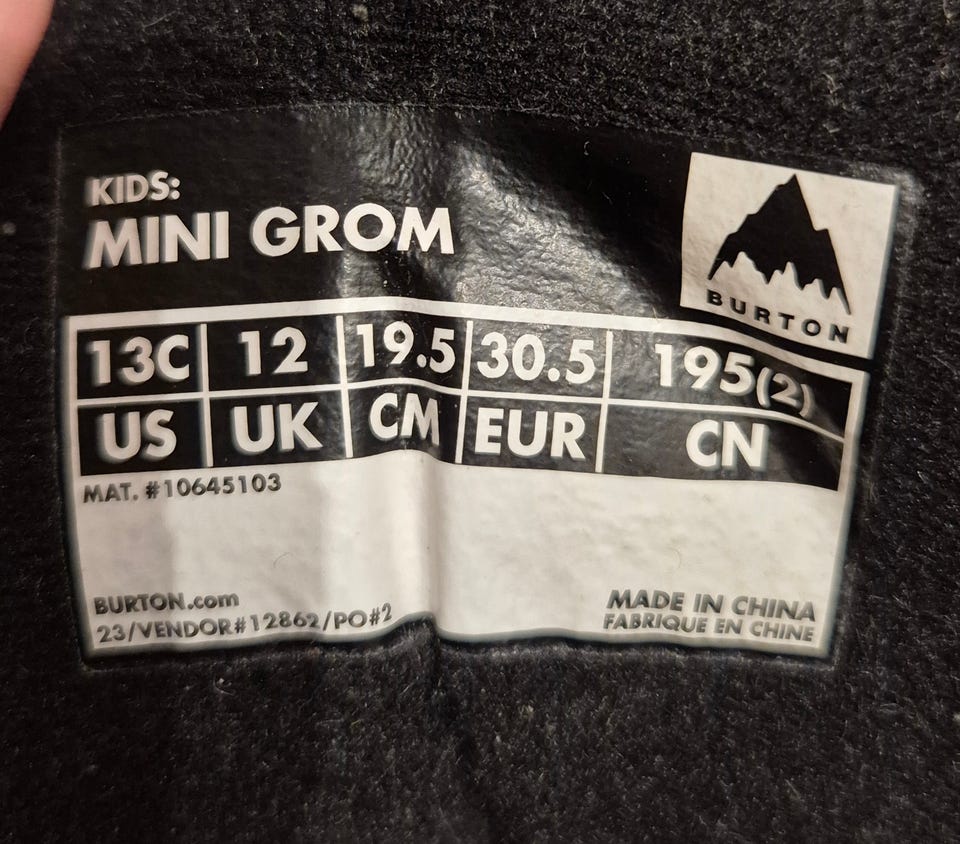 KIDS:
MINI GROM
BURTON
13C 12 19.5 30.5 195(2)
US UK CM EUR CN
MAT. #10645103
BURTON.com
23/VENDOR#12862/PO#2
MADE IN CHINA
FABRIQUE EN CHINE